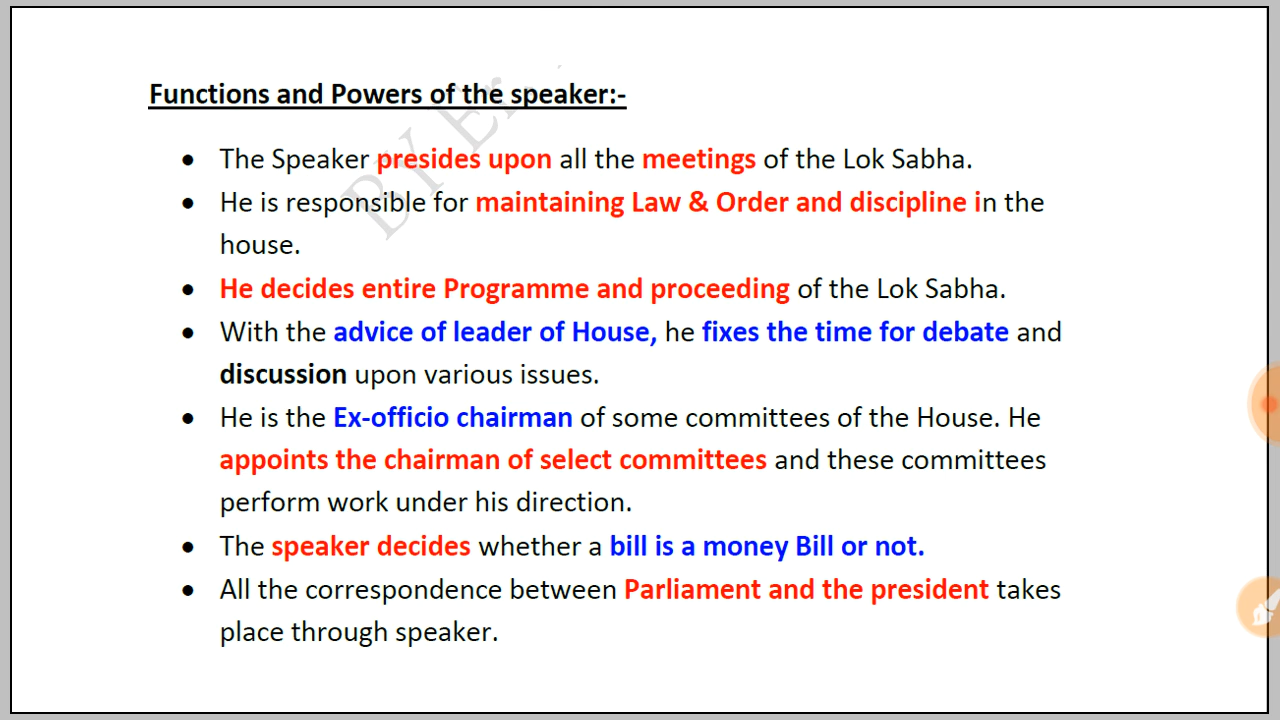 Functions and Powers of the speaker:-
• The Speaker presides upon all the meetings of the Lok Sabha.
• He is responsible for maintaining Law & Order and discipline in the
house.
• He decides entire Programme and proceeding of the Lok Sabha.
• With the advice of leader of House, he fixes the time for debate and
discussion upon various issues.
• He is the Ex-officio chairman of some committees of the House. He
appoints the chairman of select committees and these committees
perform work under his direction.
• The speaker decides whether a bill is a money Bill or not.
• All the correspondence between Parliament and the president takes
place through speaker.
BY Er.